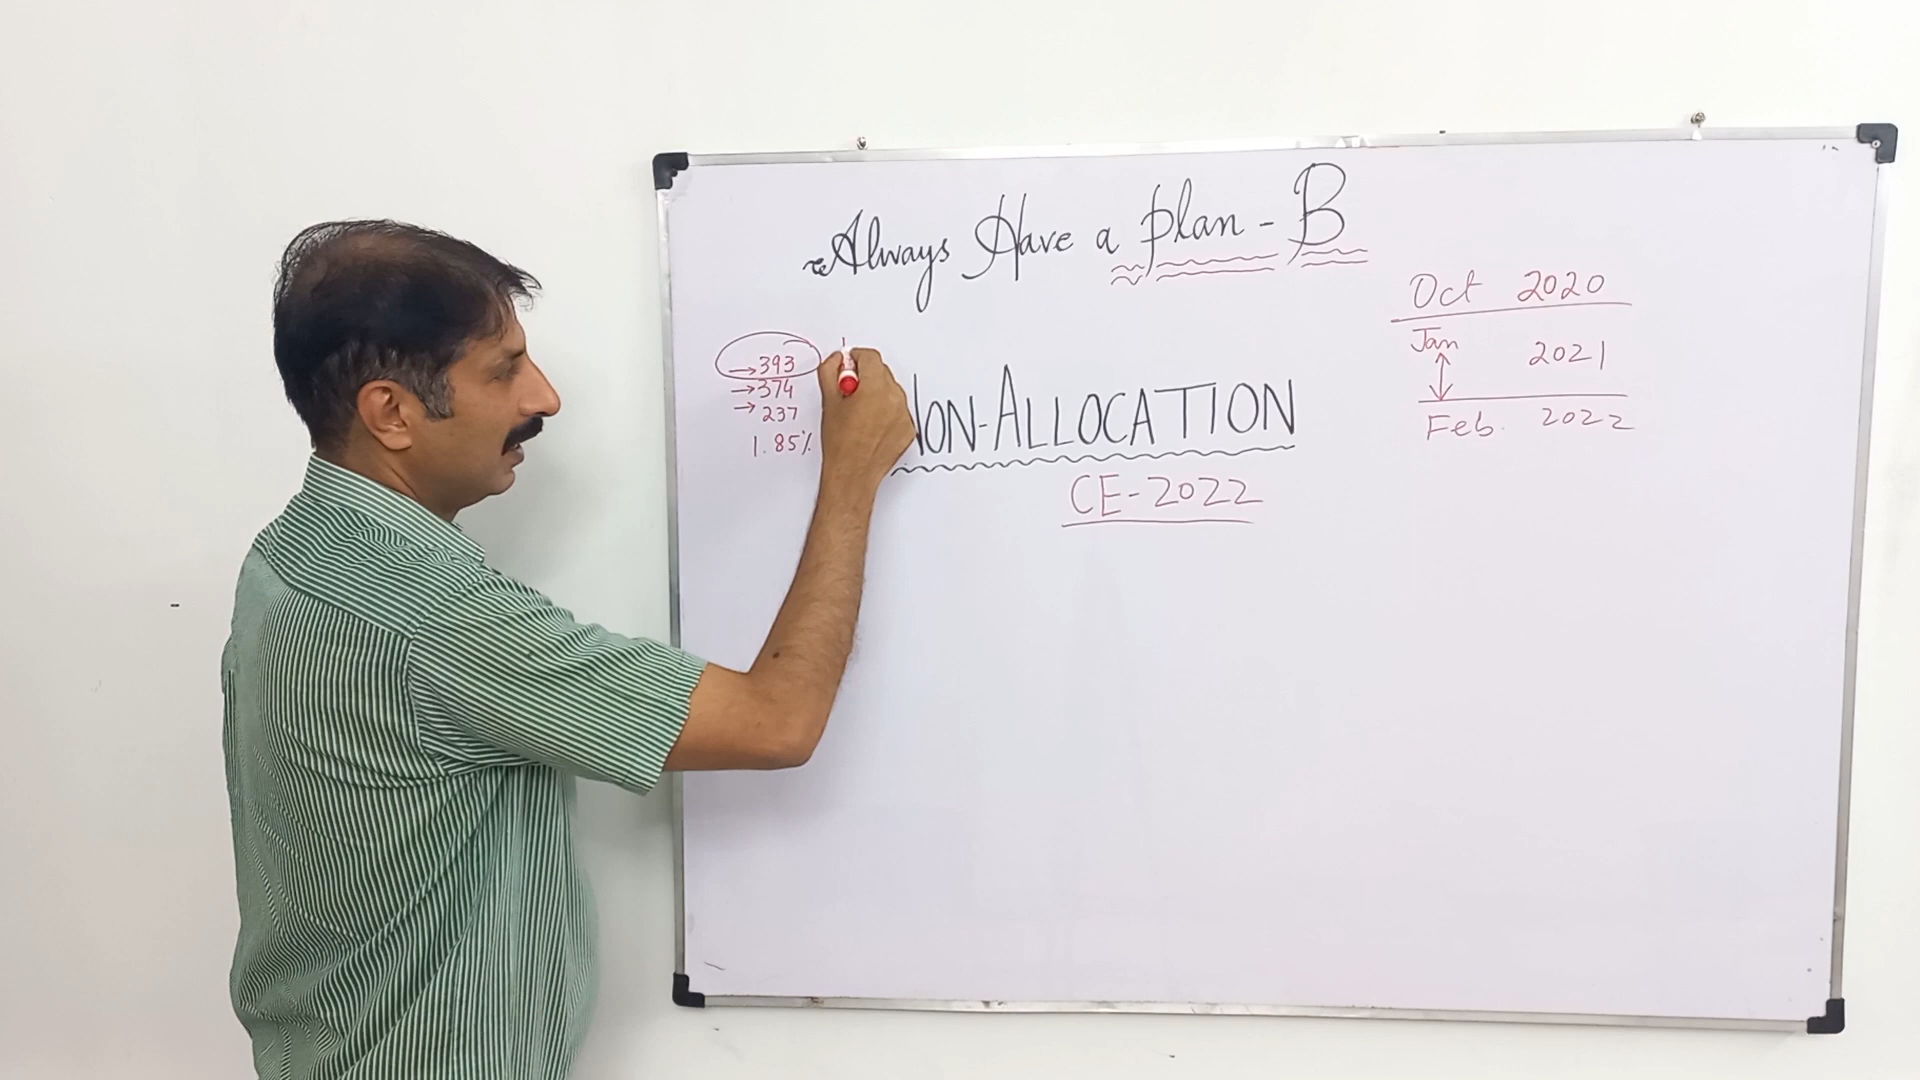 Always Have a plan - B
→393
→374
→237
1.85%
NON-ALLOCATION
CE-2022
Oct 2020
Jan 2021
Feb. 2022